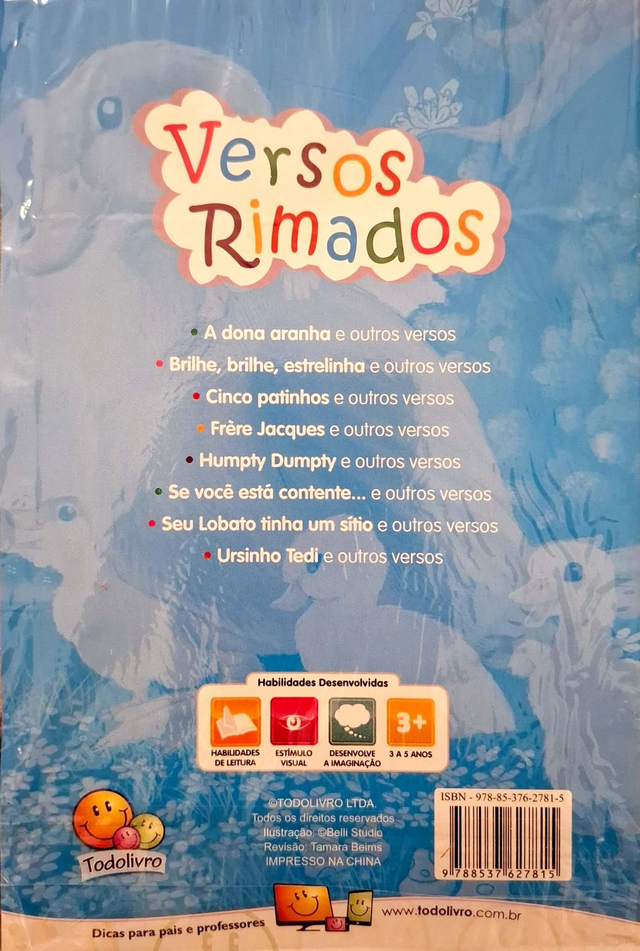 Versos
Rimados
• A dona aranha e outros versos
• Brilhe, brilhe, estrelinha e outros versos
• Cinco patinhos e outros versos
• Frère Jacques e outros versos
• Humpty Dumpty e outros versos
• Se você está contente... e outros versos
• Seu Lobato tinha um sítio e outros versos
• Ursinho Tedi e outros versos
Habilidades Desenvolvidas
3+
HABILIDADES DE LEITURA
ESTÍMULO VISUAL
DESENVOLVE A IMAGINAÇÃO
3 A 5 ANOS
©TODOLIVRO LTDA.
Todos os direitos reservados
Ilustração: ©Belli Studio
Revisão: Tamara Beims
IMPRESSO NA CHINA
ISBN - 978-85-376-2781-5
9 788537 627815
Todolivro
Dicas para pais e professores
www.todolivro.com.br